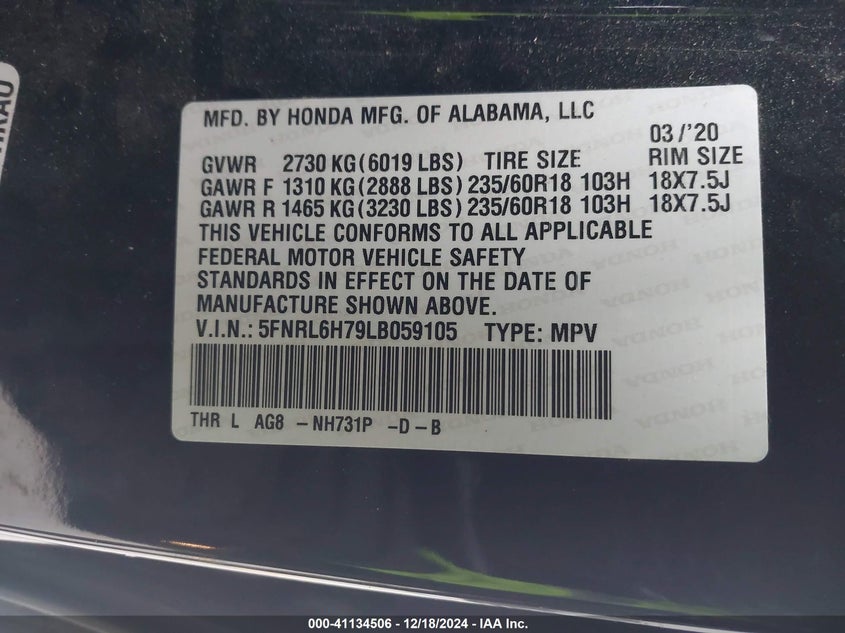 MFD. BY HONDA MFG. OF ALABAMA, LLC
03/'20
GVWR 2730 KG(6019 LBS) TIRE SIZE RIM SIZE
GAWR F 1310 KG(2888 LBS) 235/60R18 103H 18X7.5J
GAWR R 1465 KG(3230 LBS) 235/60R18 103H 18X7.5J
THIS VEHICLE CONFORMS TO ALL APPLICABLE
FEDERAL MOTOR VEHICLE SAFETY
STANDARDS IN EFFECT ON THE DATE OF
MANUFACTURE SHOWN ABOVE.
V.I.N.: 5FNRL6H79LB059105 TYPE: MPV
THR L AG8 -NH731P -D-B
000-41134506 - 12/18/2024 - IAA Inc.